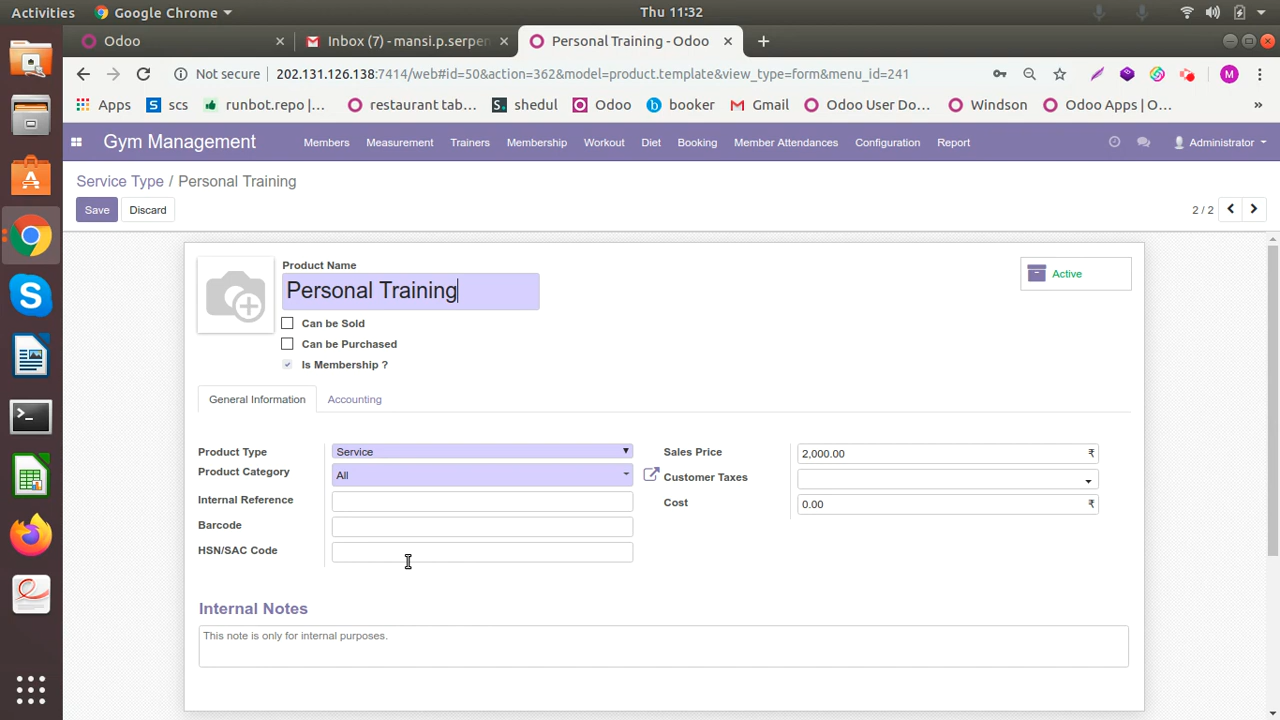 Activities
Google Chrome
Thu 11:32
Odoo
Inbox (7) - mansi.p.serpen
Personal Training - Odoo
Not secure
202.131.126.138:7414/web#id=50&action=362&model=product.template&view_type=form&menu_id=241
M
Apps
scs
runbot.repo |...
restaurant tab...
shedul
Odoo
booker
Gmail
Odoo User Do...
Windson
Odoo Apps | O...
»
Gym Management
Members
Measurement
Trainers
Membership
Workout
Diet
Booking
Member Attendances
Configuration
Report
Administrator
Service Type / Personal Training
Save
Discard
2 / 2
Product Name
Personal Training
Active
Can be Sold
Can be Purchased
Is Membership ?
General Information
Accounting
Product Type
Service
Sales Price
2,000.00 ₹
Product Category
All
Customer Taxes
Internal Reference
Cost
0.00 ₹
Barcode
HSN/SAC Code
Internal Notes
This note is only for internal purposes.